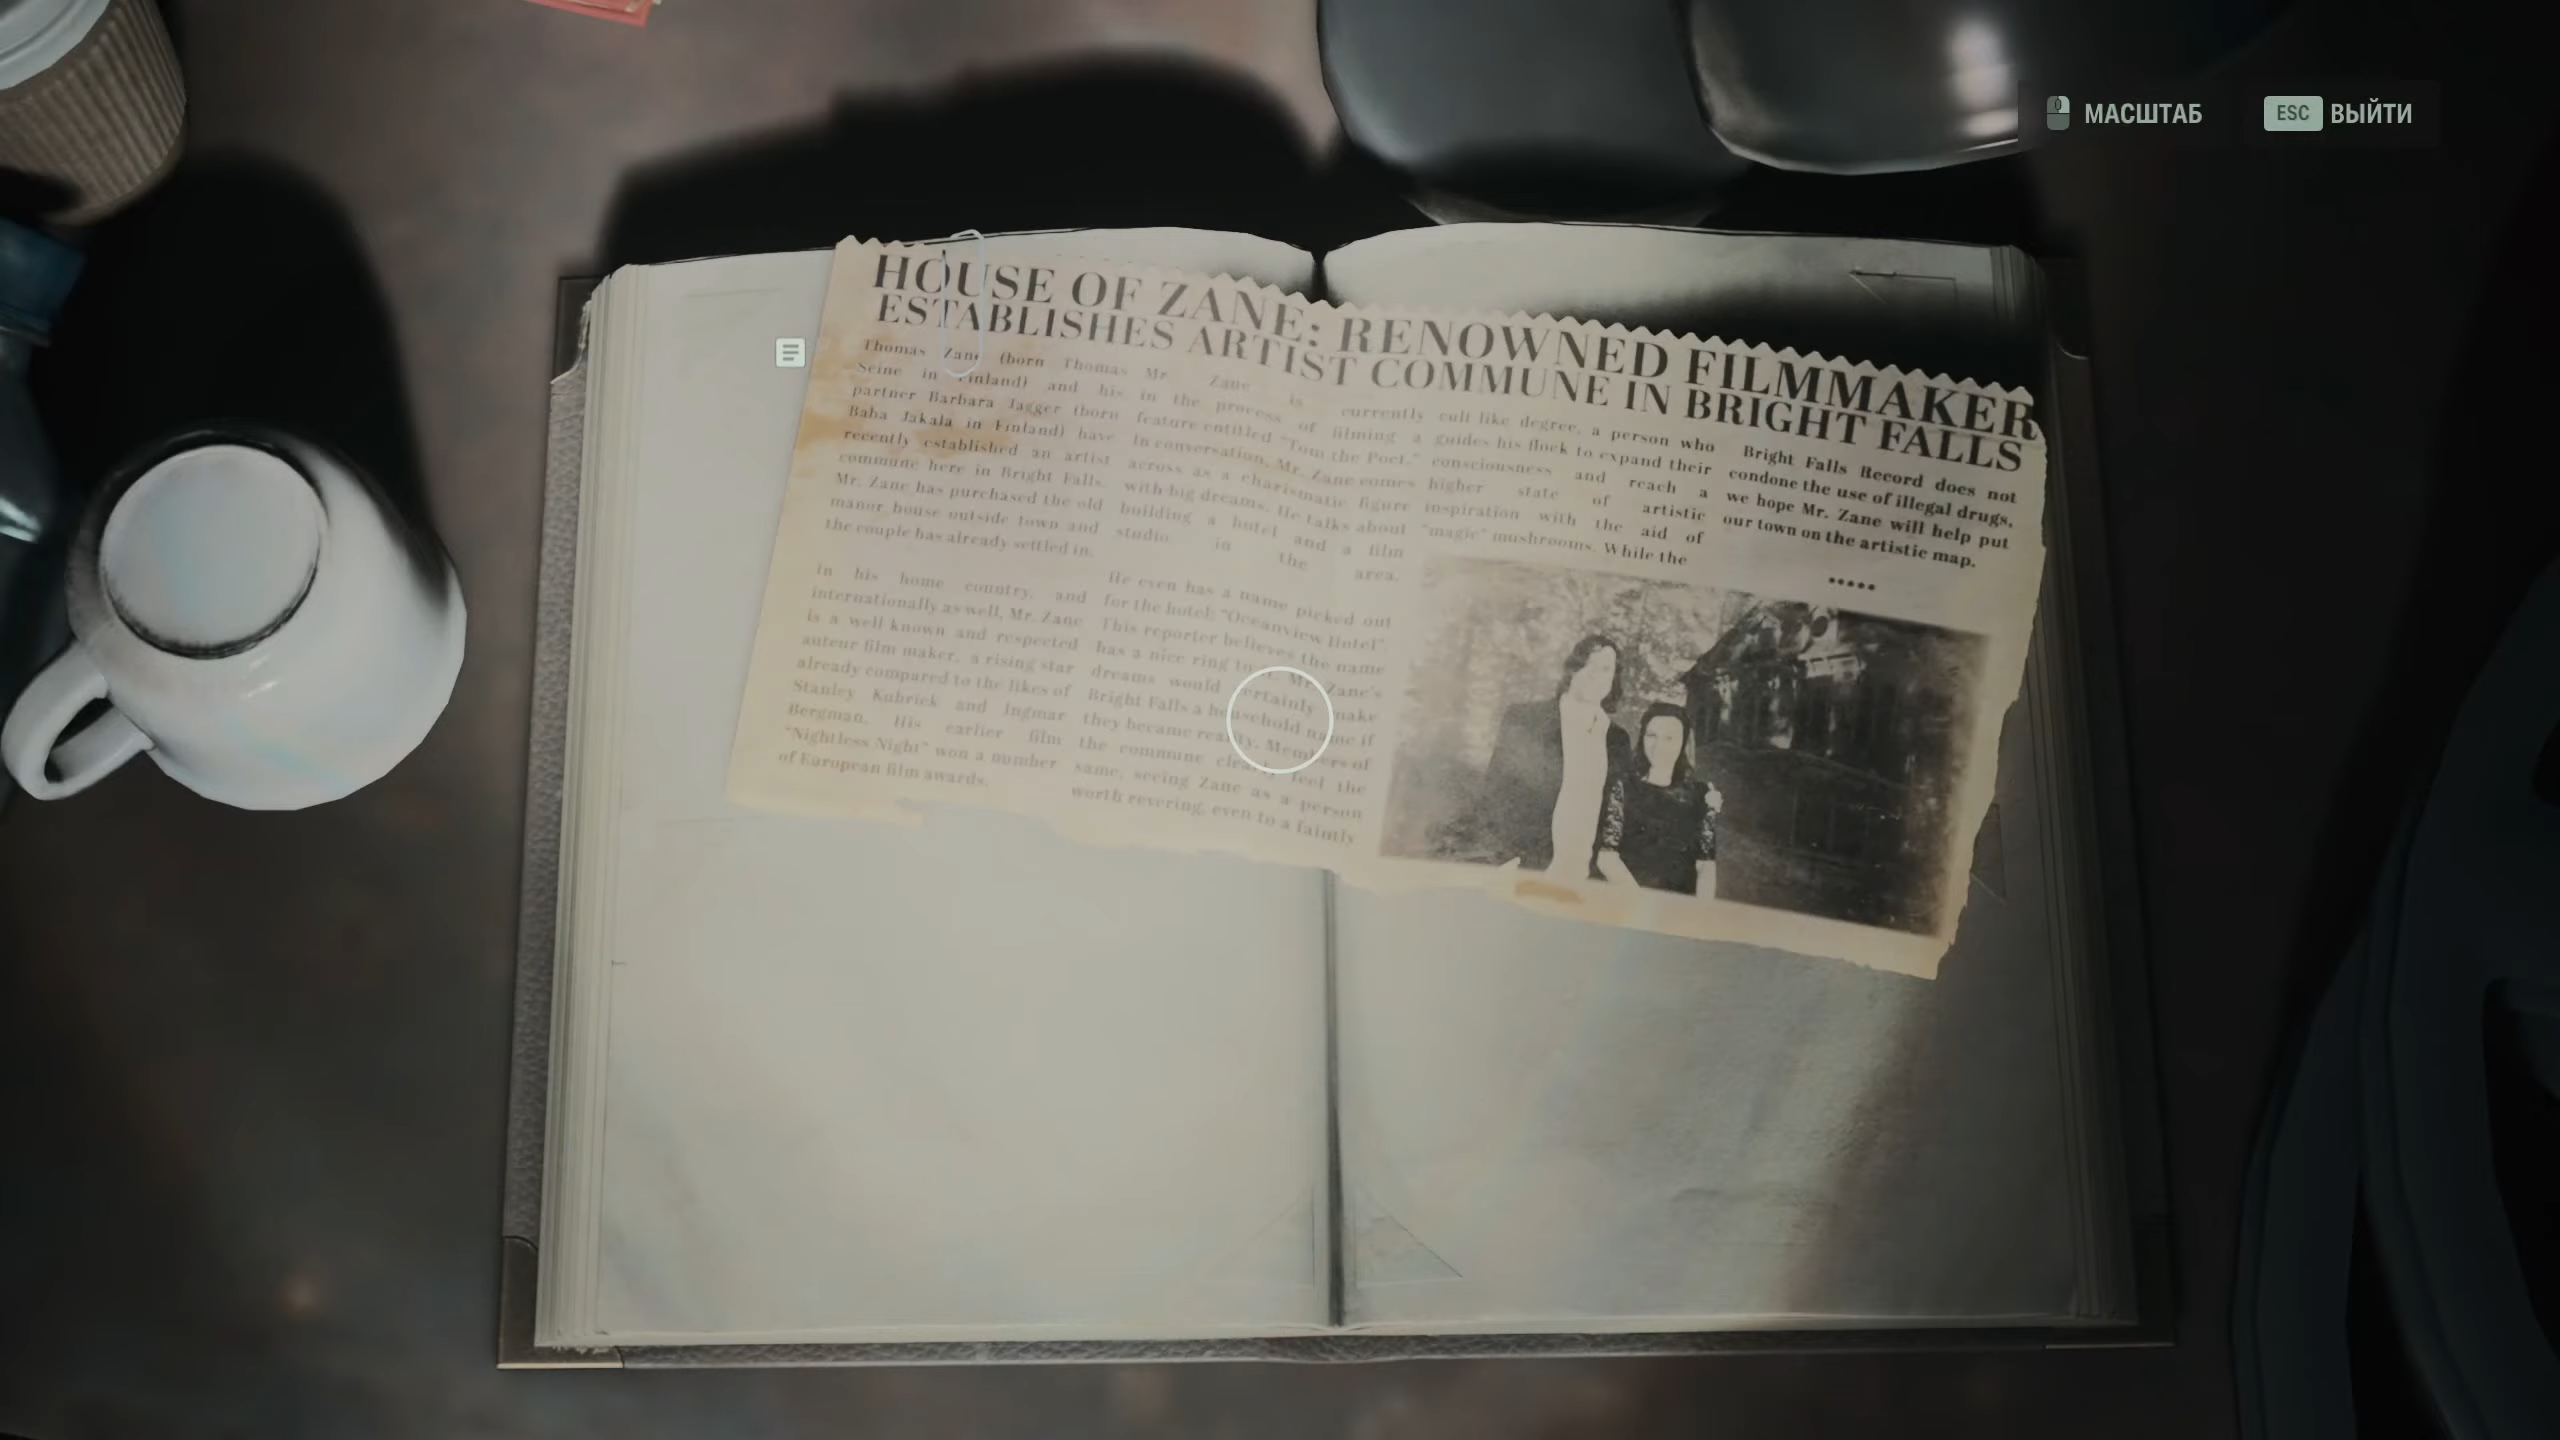 МАСШТАБ
ESC ВЫЙТИ
HOUSE OF ZANE: RENOWNED FILMMAKER
ESTABLISHES ARTIST COMMUNE IN BRIGHT FALLS
Thomas Zane (born Thomas
Seine in Finland) and his
partner Barbara Jagger (born
Baba Jakala in Finland) have
recently established an artist
commune here in Bright Falls.
Mr. Zane has purchased the old
manor house outside town and
the couple has already settled in.
In his home country, and
internationally as well, Mr. Zane
is a well known and respected
auteur film maker, a rising star
already compared to the likes of
Stanley Kubrick and Ingmar
Bergman. His earlier film
"Nightless Night" won a number
of European film awards.
Mr. Zane is currently
in the process of filming a
feature entitled "Tom the Poet."
In conversation, Mr. Zane comes
across as a charismatic figure
with big dreams. He talks about
building a hotel and a film
studio in the area.
He even has a name picked out
for the hotel: "Oceanview Hotel".
This reporter believes the name
has a nice ring to it. Mr. Zane's
dreams would certainly make
Bright Falls a household name if
they became reality. Members of
the commune clearly feel the
same, seeing Zane as a person
worth revering, even to a faintly
cult like degree, a person who
guides his flock to expand their
consciousness and reach a
higher state of artistic
inspiration with the aid of
"magic" mushrooms. While the
Bright Falls Record does not
condone the use of illegal drugs,
we hope Mr. Zane will help put
our town on the artistic map.